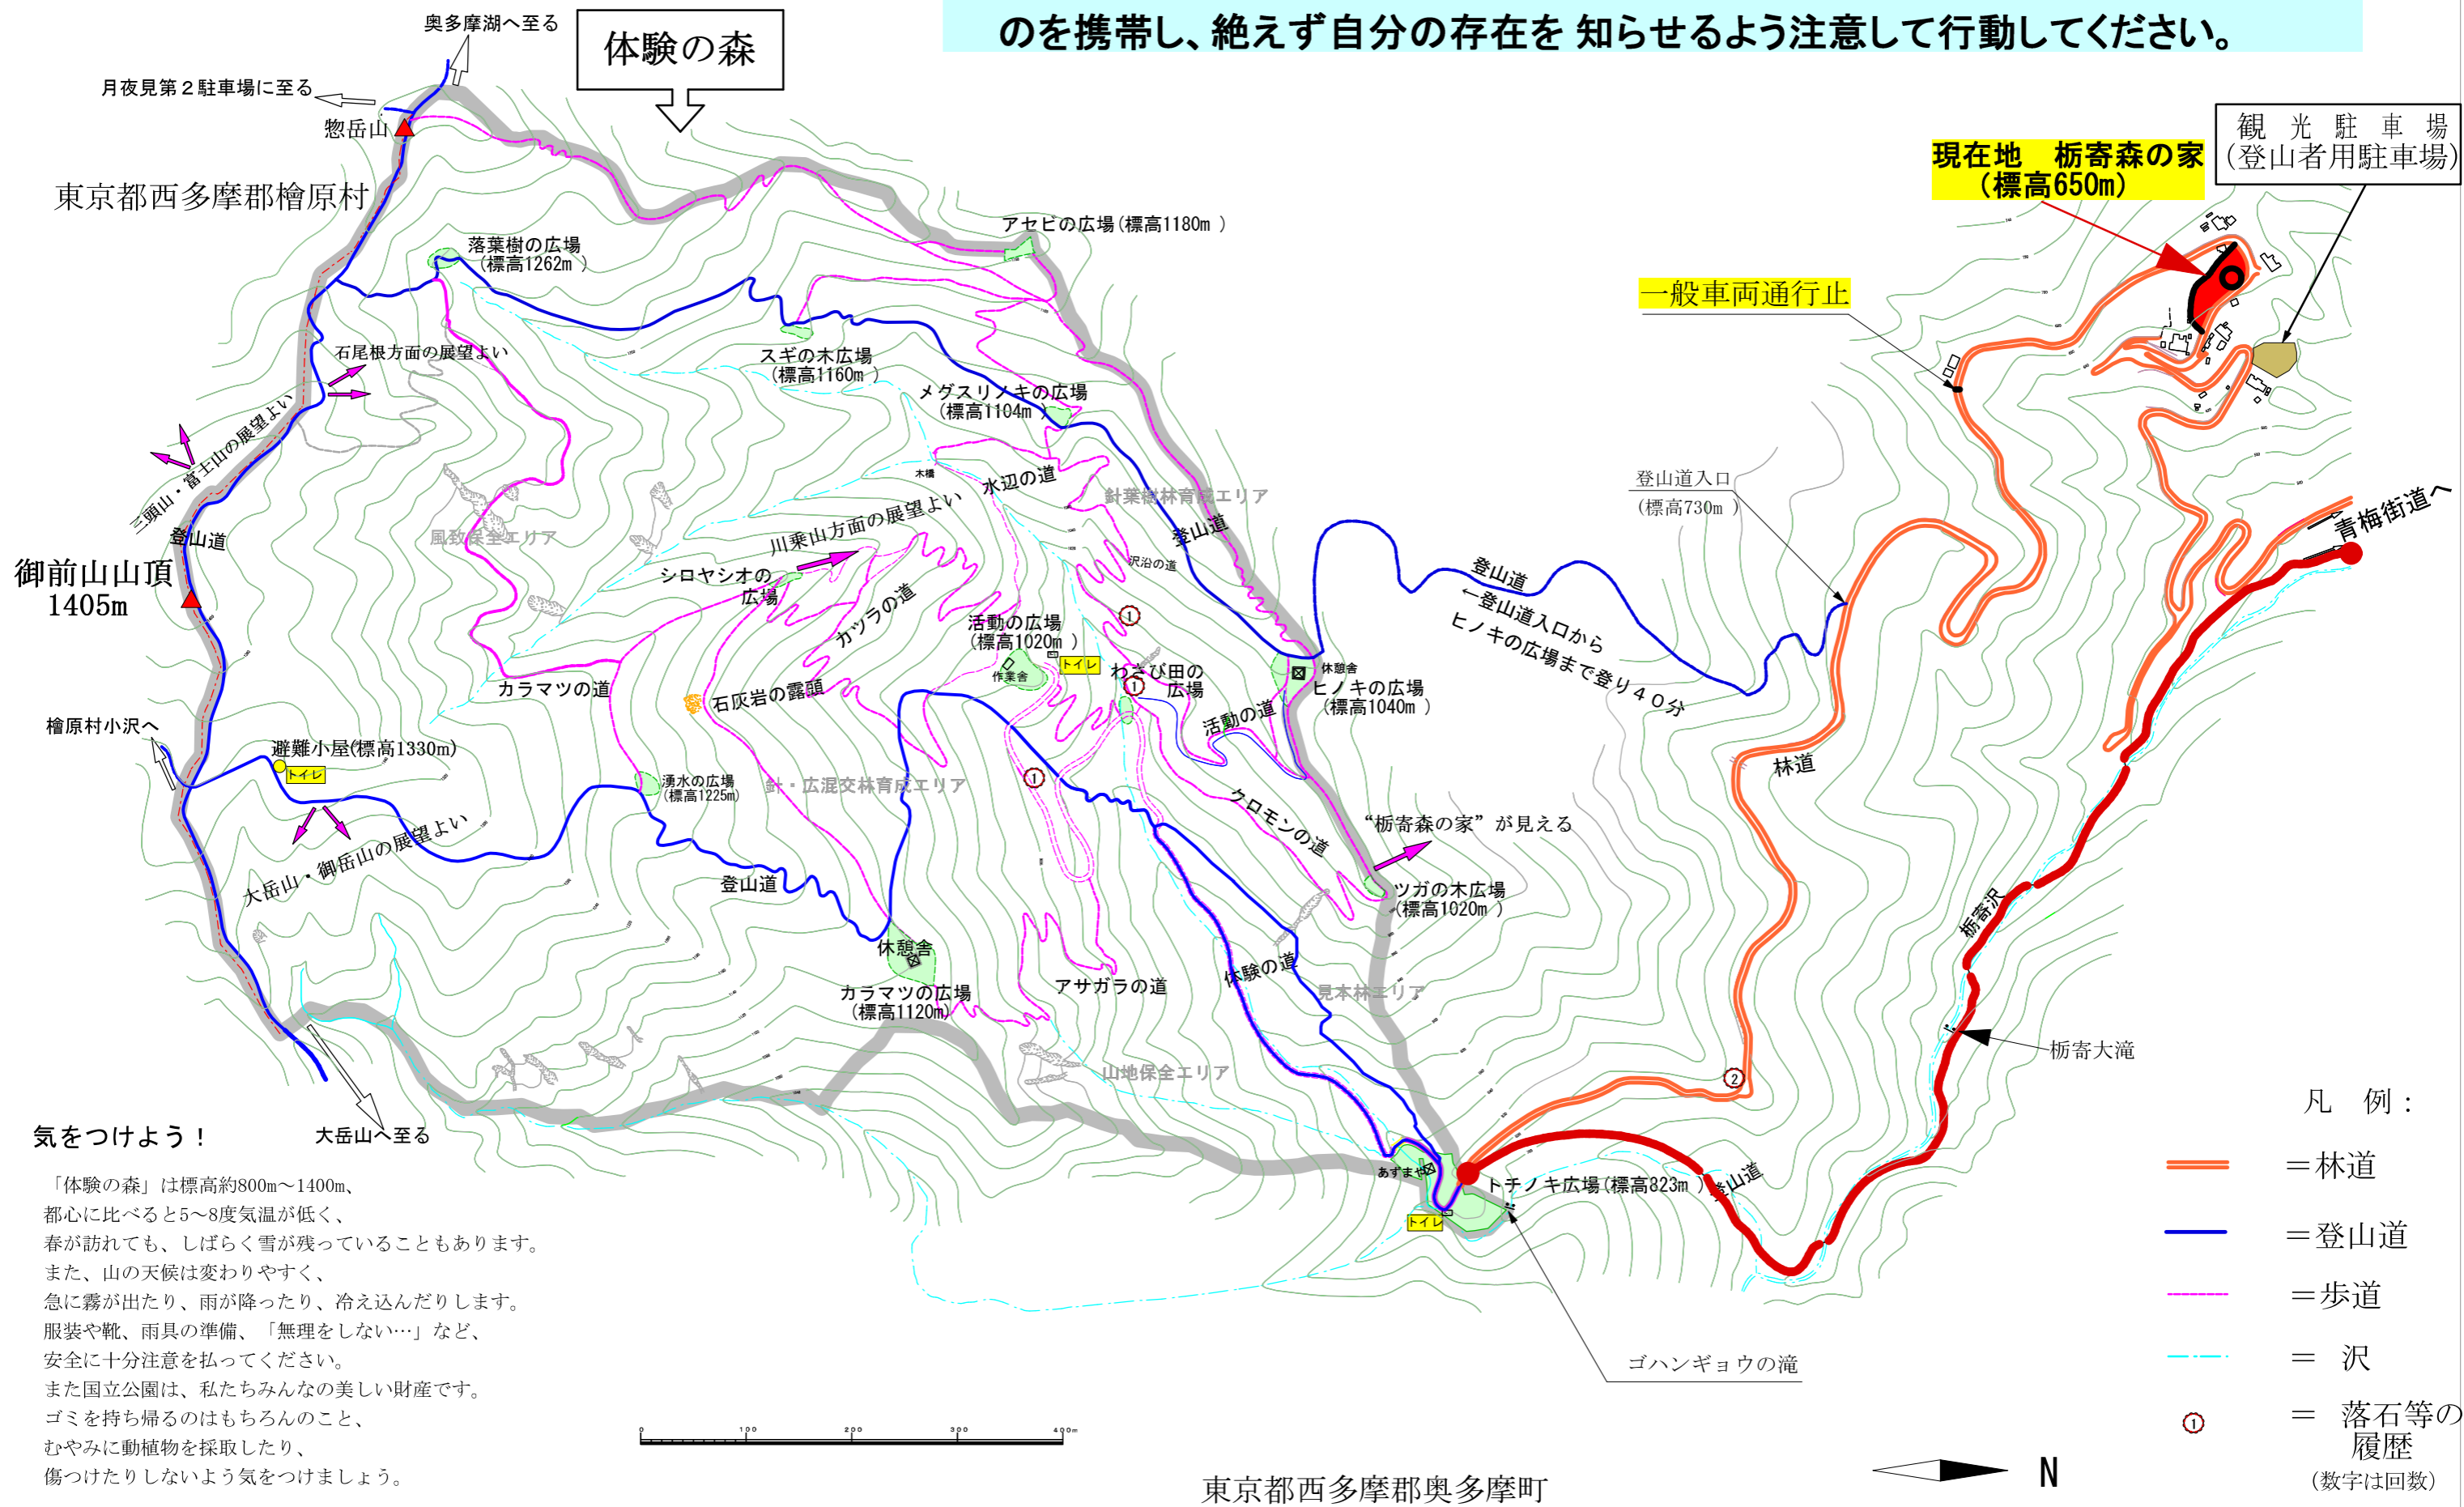 のを携帯し、絶えず自分の存在を 知らせるよう注意して行動してください。
奥多摩湖へ至る
体験の森
月夜見第２駐車場に至る
惣岳山
東京都西多摩郡檜原村
観 光 駐 車 場
(登山者用駐車場)
現在地　栃寄森の家
(標高650m)
アセビの広場(標高1180m )
落葉樹の広場
(標高1262m )
一般車両通行止
石尾根方面の展望よい
スギの木広場
(標高1160m )
メグスリノキの広場
(標高1104m )
三頭山・富士山の展望よい
木橋
水辺の道
針葉樹林育成エリア
登山道入口
(標高730m )
青梅街道へ
登山道
風致保全エリア
川乗山方面の展望よい
登山道
沢沿の道
御前山山頂
1405m
シロヤシオの
広場
カツラの道
登山道
←登山道入口から
ヒノキの広場まで登り４０分
活動の広場
(標高1020m )
トイレ
作業舎
①
わさび田の
広場
①
休憩舎
ヒノキの広場
(標高1040m )
カラマツの道
石灰岩の露頭
活動の道
檜原村小沢へ
避難小屋(標高1330m)
トイレ
湧水の広場
(標高1225m)
針・広混交林育成エリア
①
林道
クロモンの道
“栃寄森の家”が見える
大岳山・御岳山の展望よい
登山道
ツガの木広場
(標高1020m )
栃寄沢
休憩舎
カラマツの広場
(標高1120m)
アサガラの道
体験の道
見本林エリア
山地保全エリア
②
栃寄大滝
大岳山へ至る
あずまや
トイレ
トチノキ広場(標高823m )
登山道
ゴハンギョウの滝
気をつけよう！
「体験の森」は標高約800m～1400m、
都心に比べると5～8度気温が低く、
春が訪れても、しばらく雪が残っていることもあります。
また、山の天候は変わりやすく、
急に霧が出たり、雨が降ったり、冷え込んだりします。
服装や靴、雨具の準備、「無理をしない…」など、
安全に十分注意を払ってください。
また国立公園は、私たちみんなの美しい財産です。
ゴミを持ち帰るのはもちろんのこと、
むやみに動植物を採取したり、
傷つけたりしないよう気をつけましょう。
凡　例：
＝林道
＝登山道
＝歩道
＝ 沢
① ＝ 落石等の
履歴
(数字は回数)
0 100 200 300 400m
東京都西多摩郡奥多摩町
N